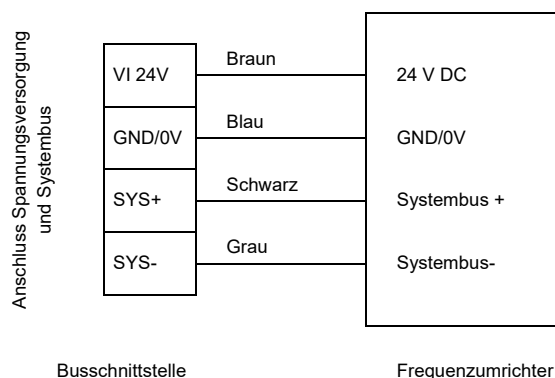 Anschluss Spannungsversorgung
und Systembus
VI 24V
Braun
24 V DC
GND/0V
Blau
GND/0V
SYS+
Schwarz
Systembus +
SYS-
Grau
Systembus-
Busschnittstelle
Frequenzumrichter